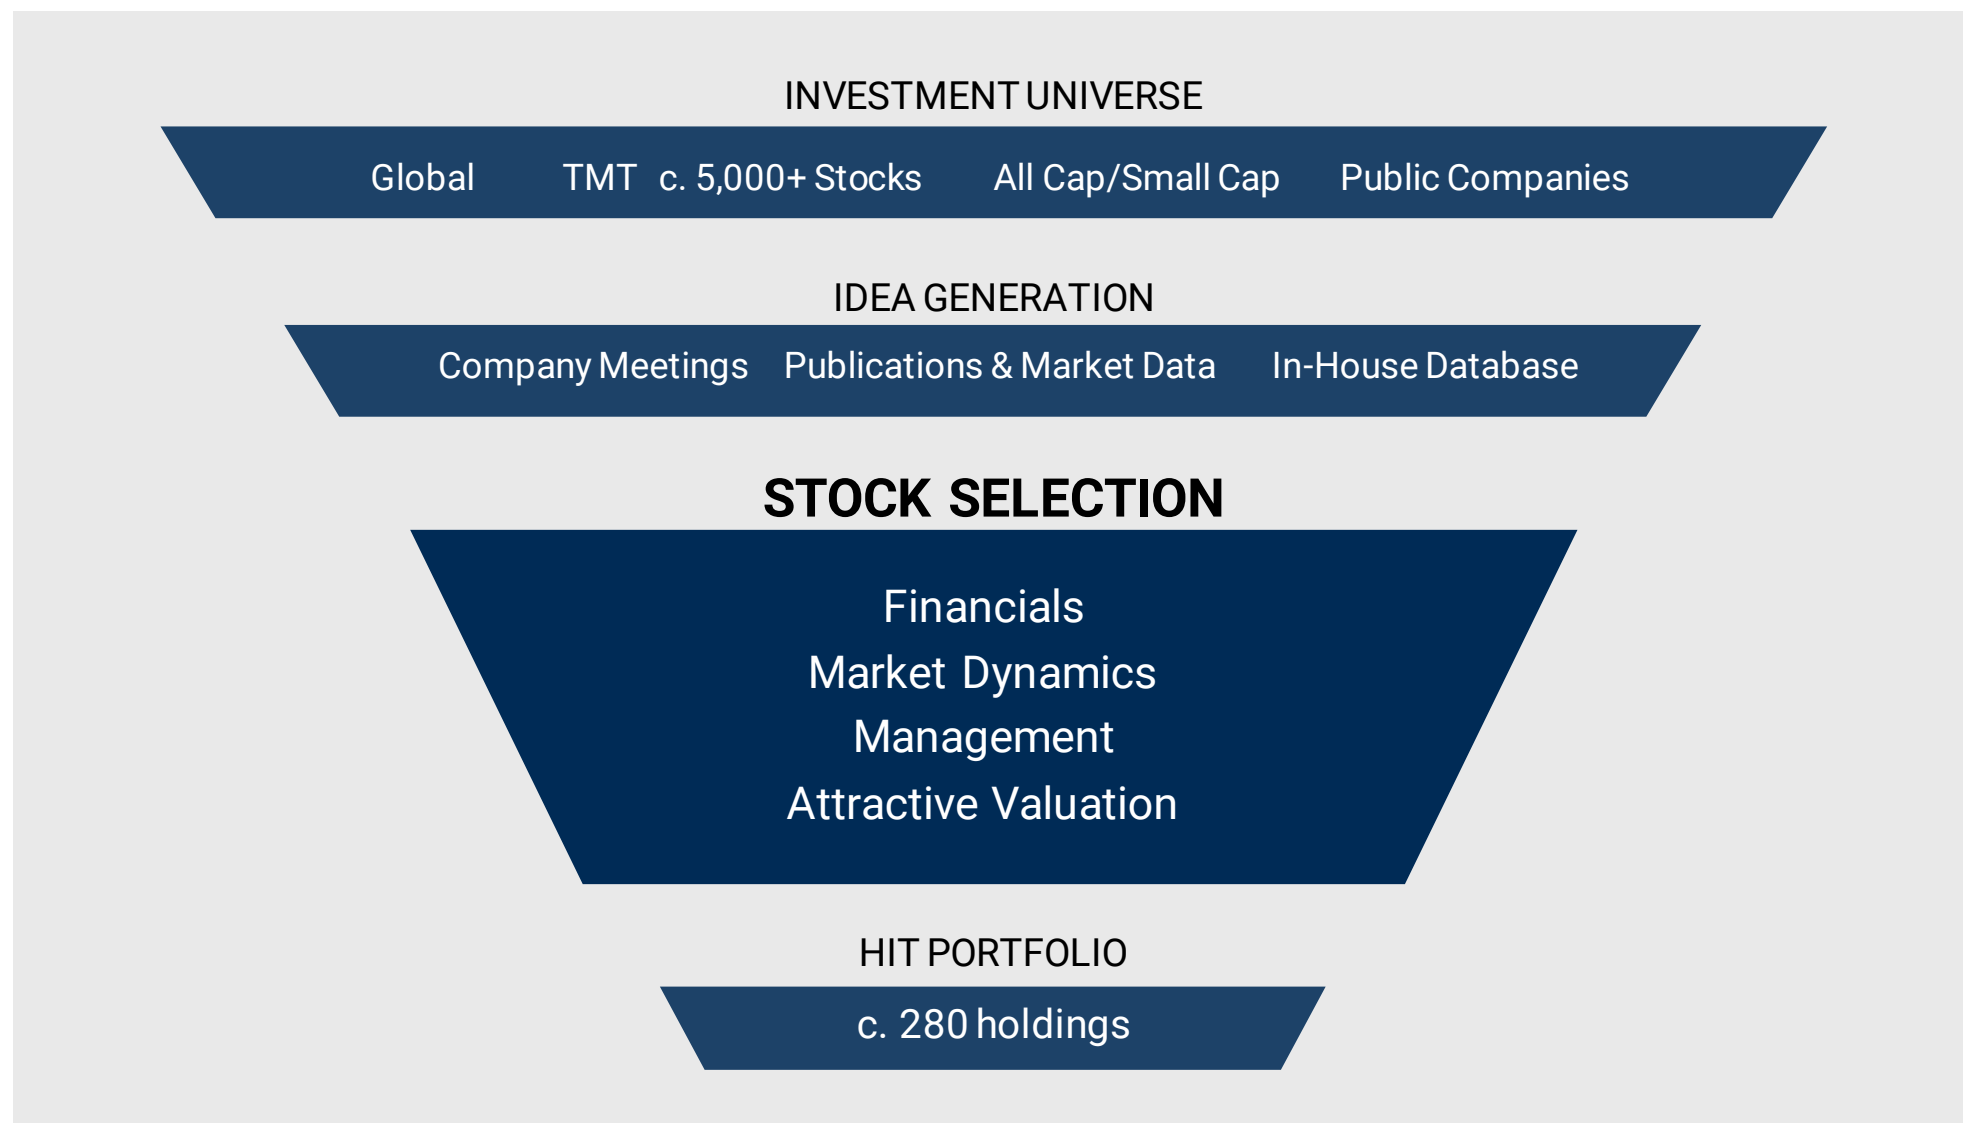 INVESTMENT UNIVERSE
Global TMT c. 5,000+ Stocks All Cap/Small Cap Public Companies
IDEA GENERATION
Company Meetings Publications & Market Data In-House Database
STOCK SELECTION
Financials
Market Dynamics
Management
Attractive Valuation
HIT PORTFOLIO
c. 280 holdings